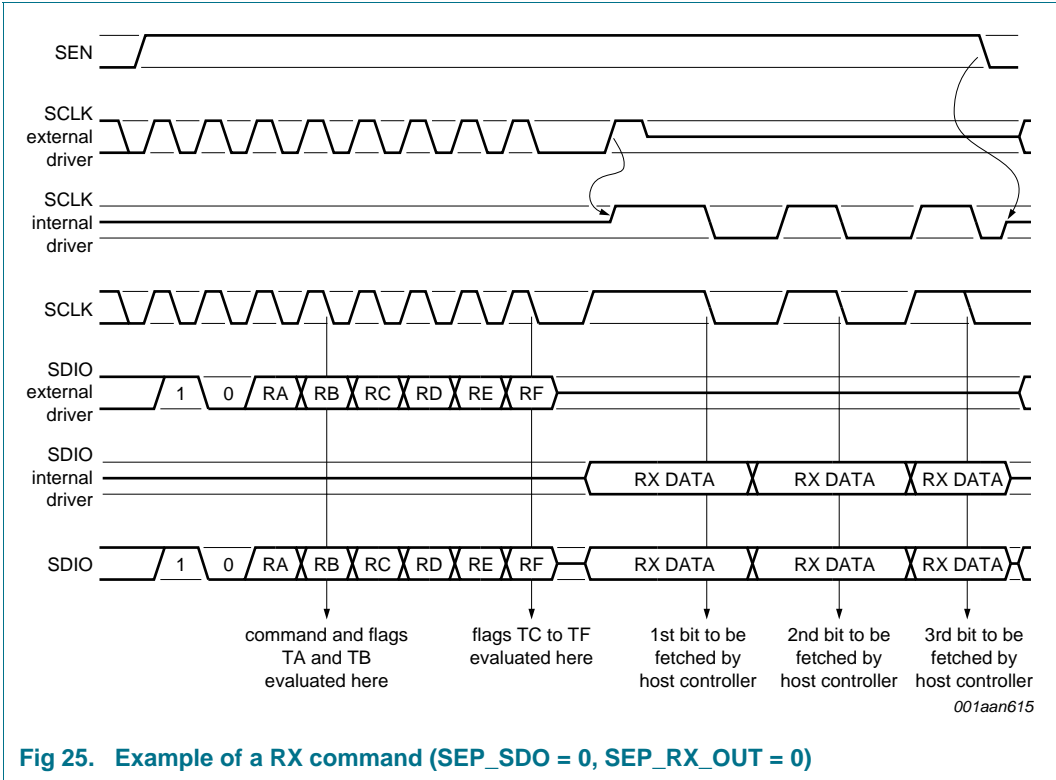 SEN
SCLK
external
driver
SCLK
internal
driver
SCLK
SDIO
external
driver
1 0 RA RB RC RD RE RF
SDIO
internal
driver
RX DATA RX DATA RX DATA
SDIO
1 0 RA RB RC RD RE RF RX DATA RX DATA RX DATA
command and flags
TA and TB
evaluated here
flags TC to TF
evaluated here
1st bit to be
fetched by
host controller
2nd bit to be
fetched by
host controller
3rd bit to be
fetched by
host controller
001aan615
Fig 25. Example of a RX command (SEP_SDO = 0, SEP_RX_OUT = 0)